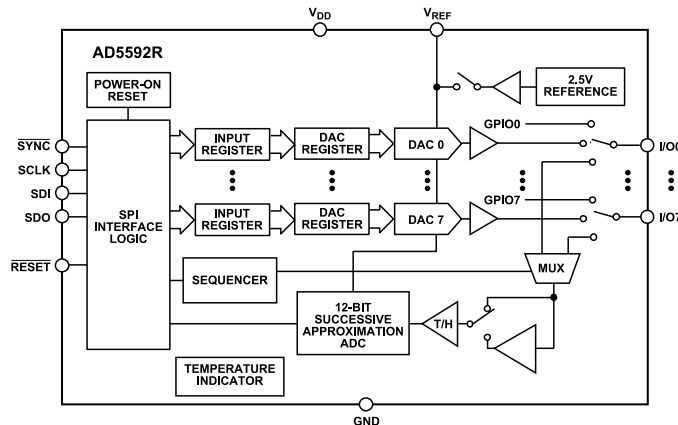 VDD
VREF
AD5592R
POWER-ON
RESET
2.5V
REFERENCE
GPIO0
SYNC
SCLK
SDI
SDO
RESET
SPI
INTERFACE
LOGIC
INPUT
REGISTER
DAC
REGISTER
DAC 0
I/O0
GPIO7
INPUT
REGISTER
DAC
REGISTER
DAC 7
I/O7
SEQUENCER
MUX
12-BIT
SUCCESSIVE
APPROXIMATION
ADC
T/H
TEMPERATURE
INDICATOR
GND